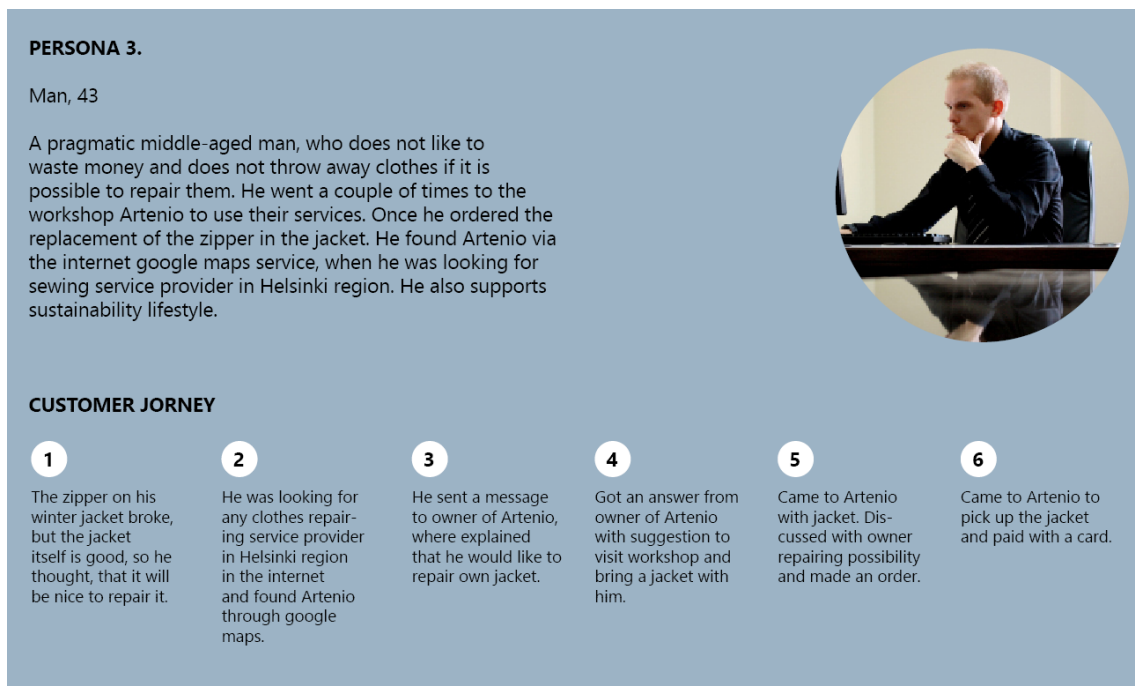 PERSONA 3.
Man, 43
A pragmatic middle-aged man, who does not like to
waste money and does not throw away clothes if it is
possible to repair them. He went a couple of times to the
workshop Artenio to use their services. Once he ordered the
replacement of the zipper in the jacket. He found Artenio via
the internet google maps service, when he was looking for
sewing service provider in Helsinki region. He also supports
sustainability lifestyle.
CUSTOMER JORNEY
1
The zipper on his
winter jacket broke,
but the jacket
itself is good, so he
thought, that it will
be nice to repair it.
2
He was looking for
any clothes repair-
ing service provider
in Helsinki region
in the internet
and found Artenio
through google
maps.
3
He sent a message
to owner of Artenio,
where explained
that he would like to
repair own jacket.
4
Got an answer from
owner of Artenio
with suggestion to
visit workshop and
bring a jacket with
him.
5
Came to Artenio
with jacket. Dis-
cussed with owner
repairing possibility
and made an order.
6
Came to Artenio to
pick up the jacket
and paid with a card.